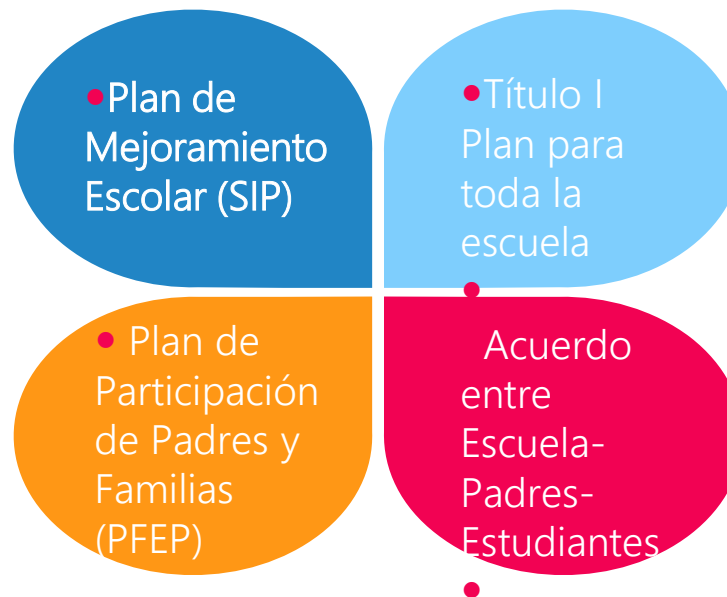 •Plan de
Mejoramiento
Escolar (SIP)
•Título I
Plan para
toda la
escuela
•
• Plan de
Participación
de Padres y
Familias
(PFEP)
Acuerdo
entre
Escuela-
Padres-
Estudiantes
•